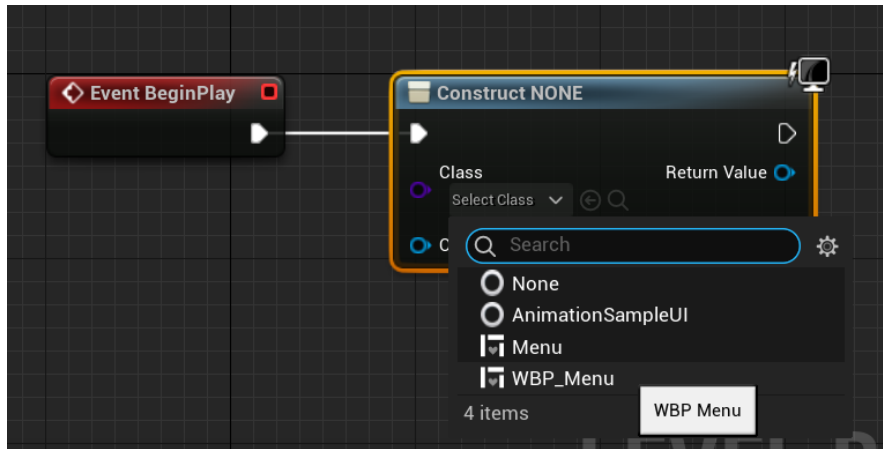 Event BeginPlay
Construct NONE
Class
Return Value
Select Class
Search
None
AnimationSampleUI
Menu
WBP_Menu
4 items
WBP Menu